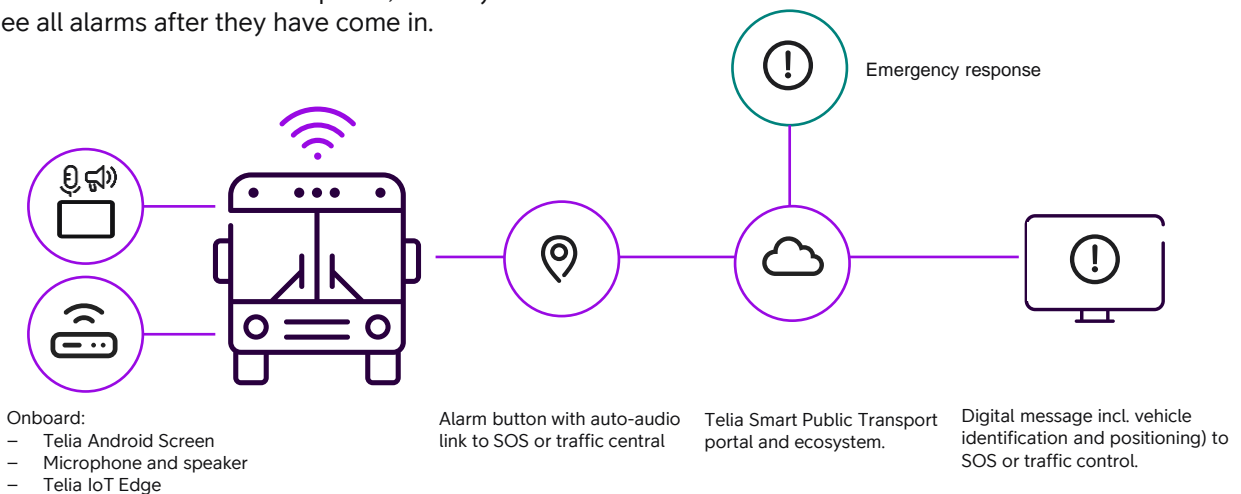 ee all alarms after they have come in.
Emergency response
Onboard:
– Telia Android Screen
– Microphone and speaker
– Telia IoT Edge
Alarm button with auto-audio
link to SOS or traffic central
Telia Smart Public Transport
portal and ecosystem.
Digital message incl. vehicle
identification and positioning) to
SOS or traffic control.